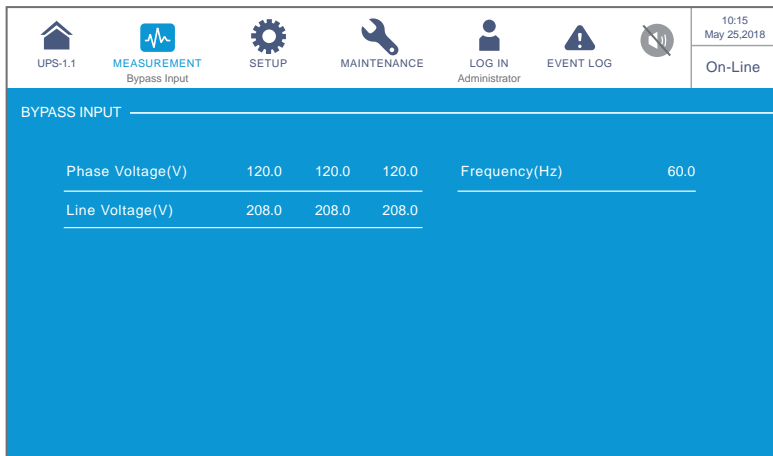 10:15
May 25,2018
UPS-1.1 MEASUREMENT SETUP MAINTENANCE LOG IN EVENT LOG
Bypass Input Administrator
On-Line
BYPASS INPUT
Phase Voltage(V) 120.0 120.0 120.0 Frequency(Hz) 60.0
Line Voltage(V) 208.0 208.0 208.0